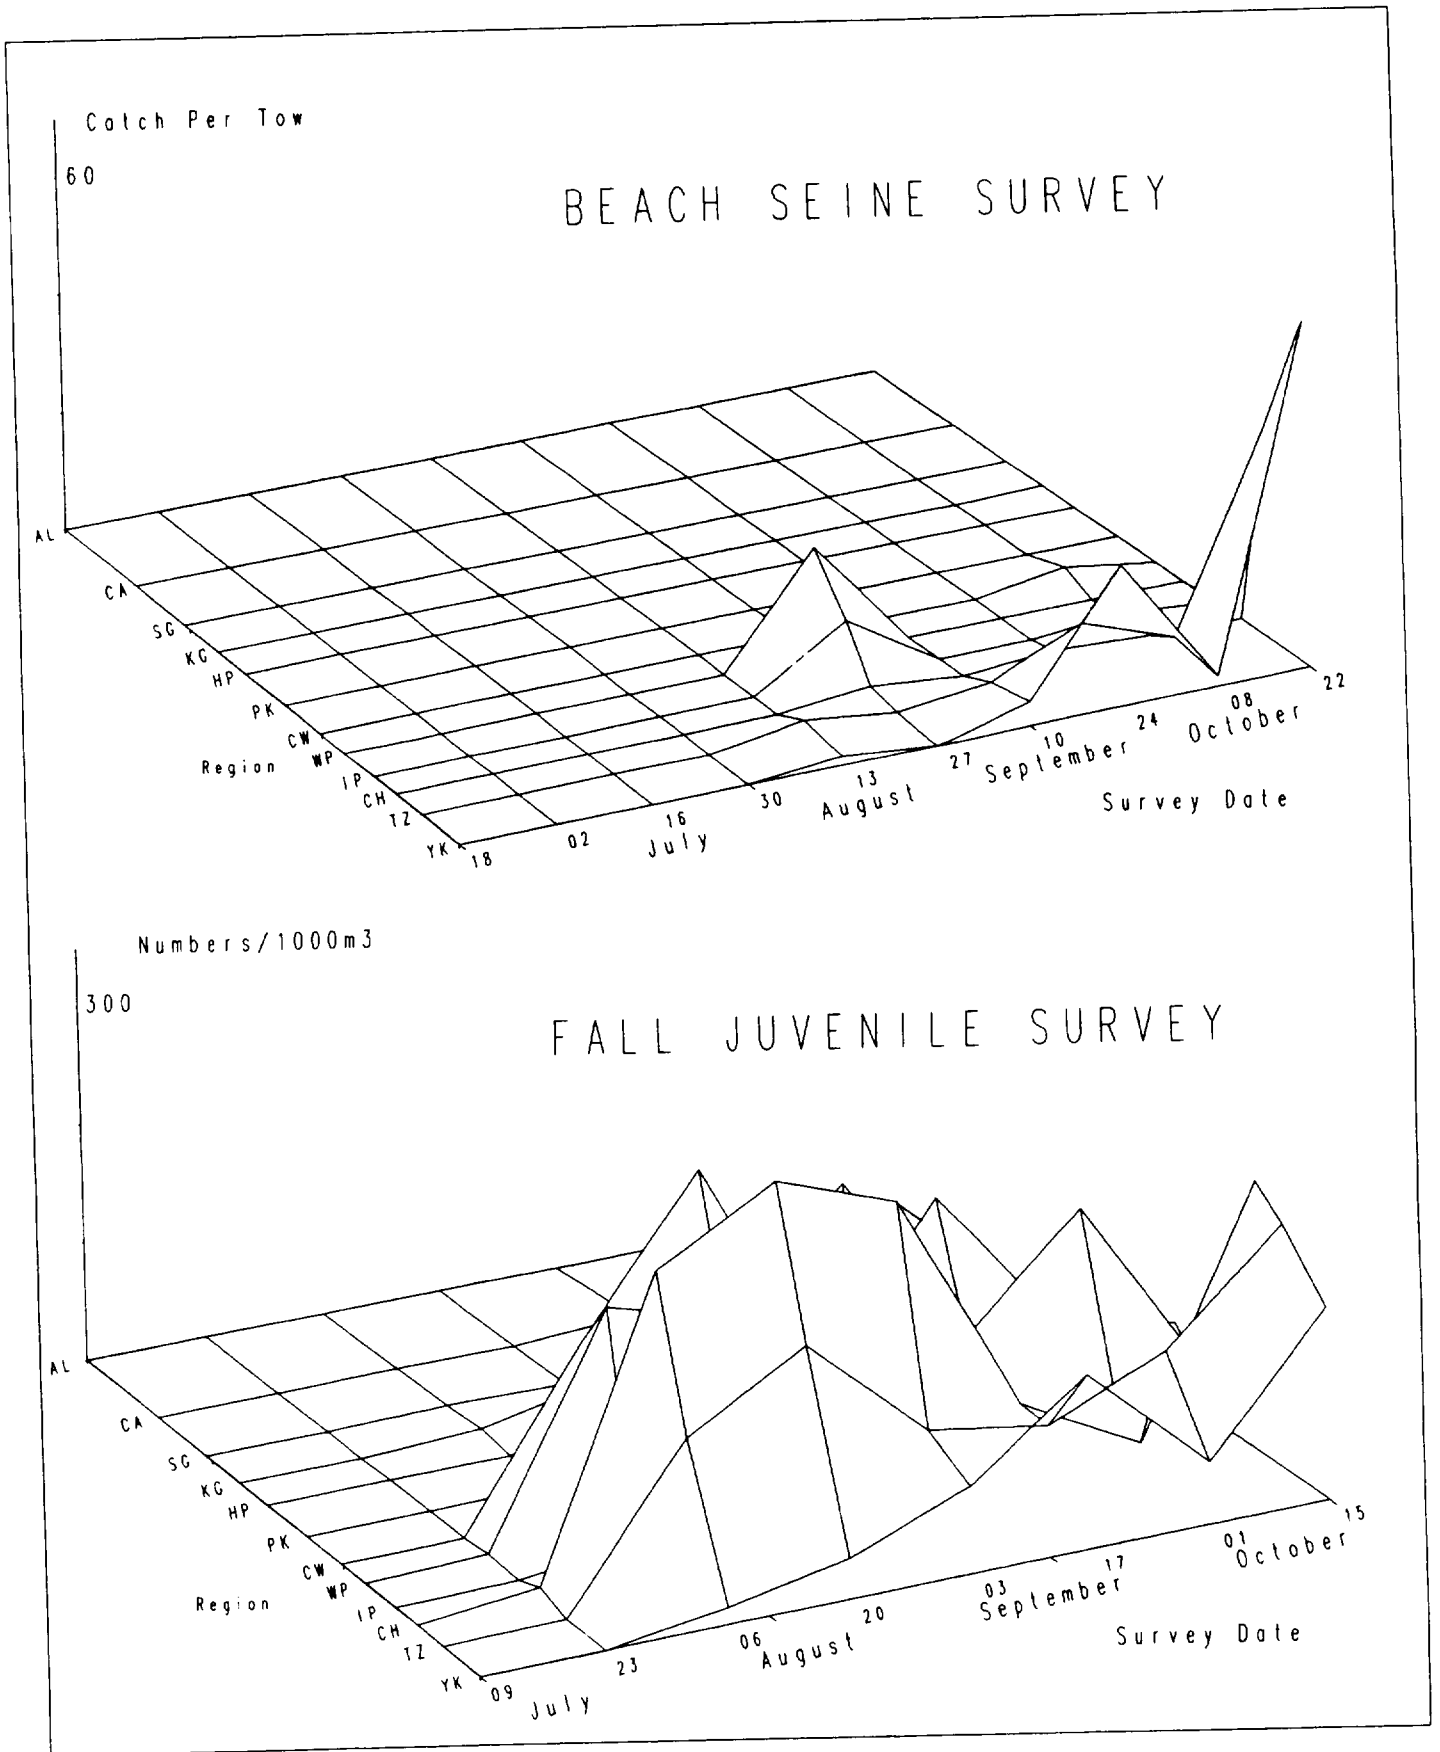 Catch Per Tow
60
BEACH SEINE SURVEY
AL
CA
SG
KG
HP
PK
CW
WP
IP
CH
TZ
YK
Region
18 02 16 30 13 27 10 24 08 22
July August September October
Survey Date
Numbers/1000m3
300
FALL JUVENILE SURVEY
AL
CA
SG
KG
HP
PK
CW
WP
IP
CH
TZ
YK
Region
09 23 06 20 03 17 01 15
July August September October
Survey Date